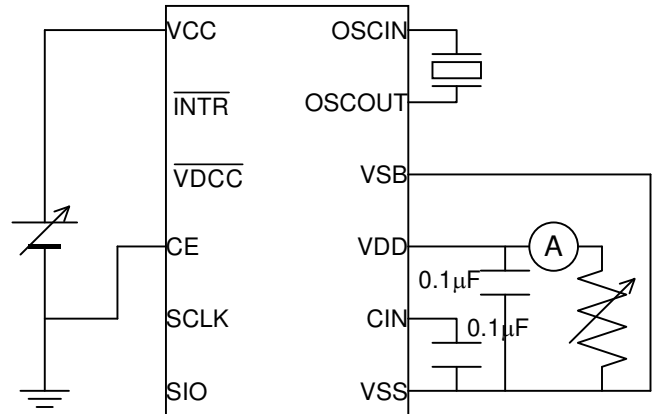 VCC
OSCIN
INTR
OSCOUT
VDCC
VSB
CE
VDD
A
0.1μF
SCLK
CIN
0.1μF
SIO
VSS